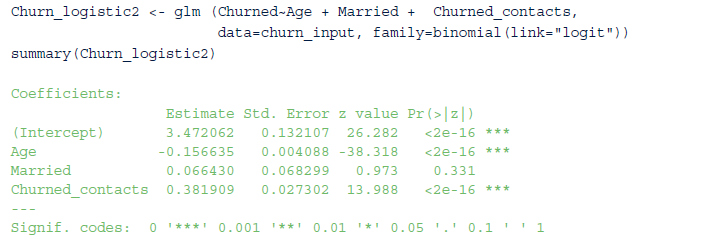 Churn_logistic2 <- glm (Churned~Age + Married +  Churned_contacts,
                        data=churn_input, family=binomial(link="logit"))
summary(Churn_logistic2)
Coefficients:
                  Estimate Std. Error z value Pr(>|z|)
(Intercept)       3.472062   0.132107  26.282   <2e-16 ***
Age              -0.156635   0.004088 -38.318   <2e-16 ***
Married           0.066430   0.068299   0.973    0.331
Churned_contacts  0.381909   0.027302  13.988   <2e-16 ***
---
Signif. codes:  0 '***' 0.001 '**' 0.01 '*' 0.05 '.' 0.1 ' ' 1